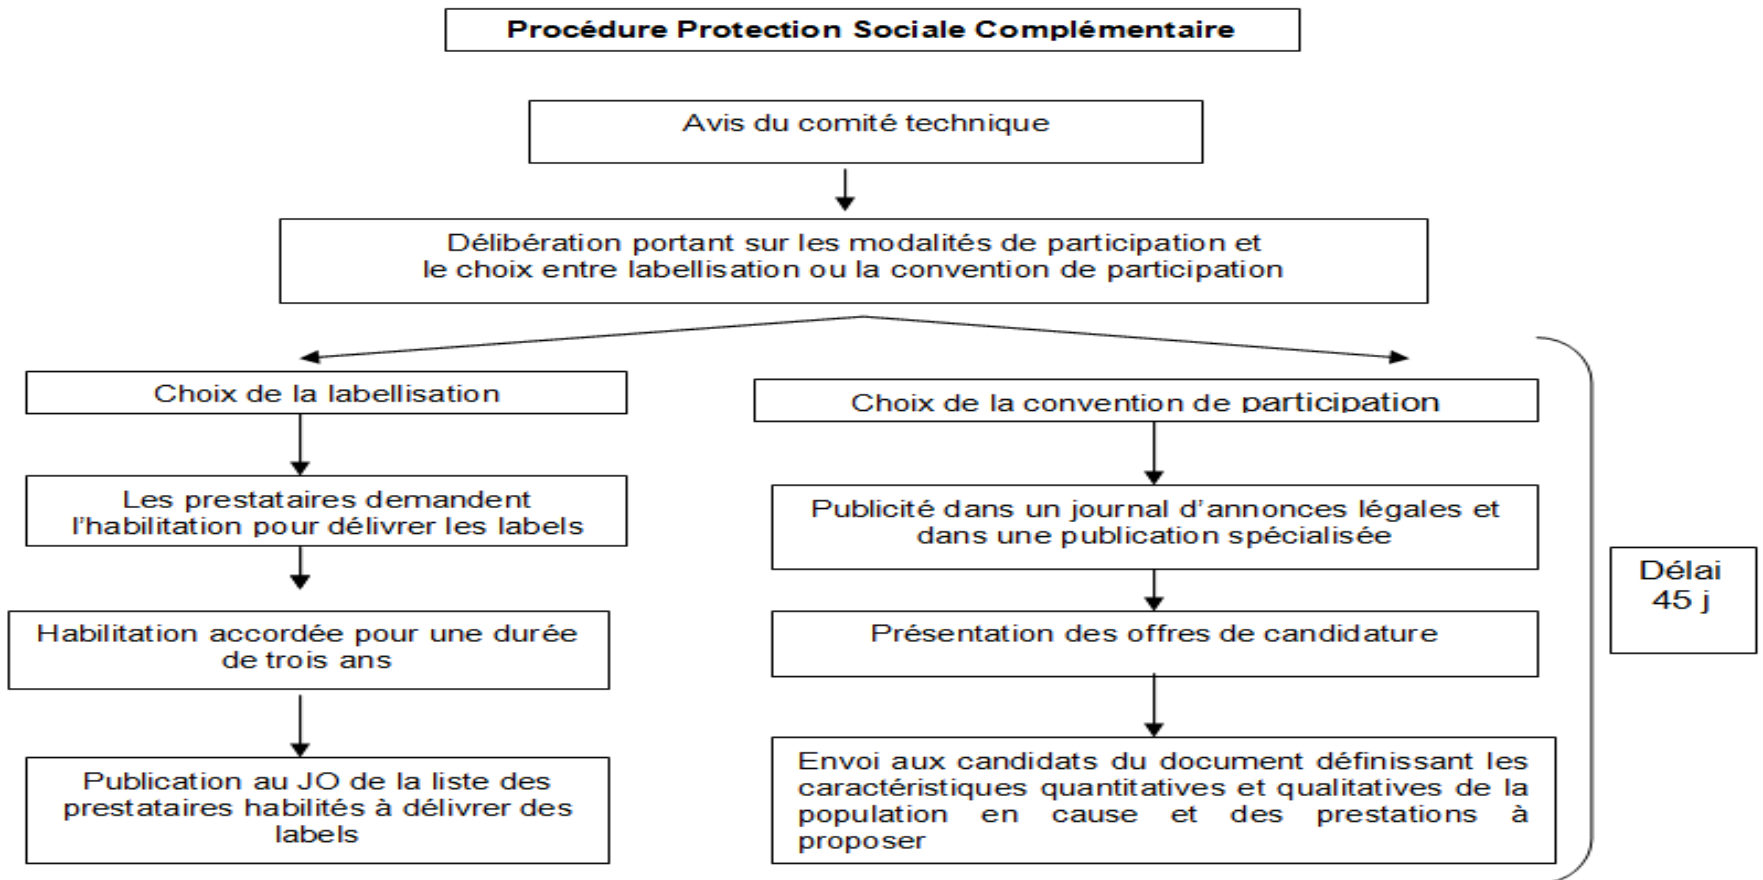 Procédure Protection Sociale Complémentaire
Avis du comité technique
Délibération portant sur les modalités de participation et
le choix entre labellisation ou la convention de participation
Choix de la labellisation
Les prestataires demandent
l'habilitation pour délivrer les labels
Habilitation accordée pour une durée
de trois ans
Publication au JO de la liste des
prestataires habilités à délivrer des
labels
Choix de la convention de participation
Publicité dans un journal d'annonces légales et
dans une publication spécialisée
Présentation des offres de candidature
Envoi aux candidats du document définissant les
caractéristiques quantitatives et qualitatives de la
population en cause et des prestations à
proposer
Délai
45 j